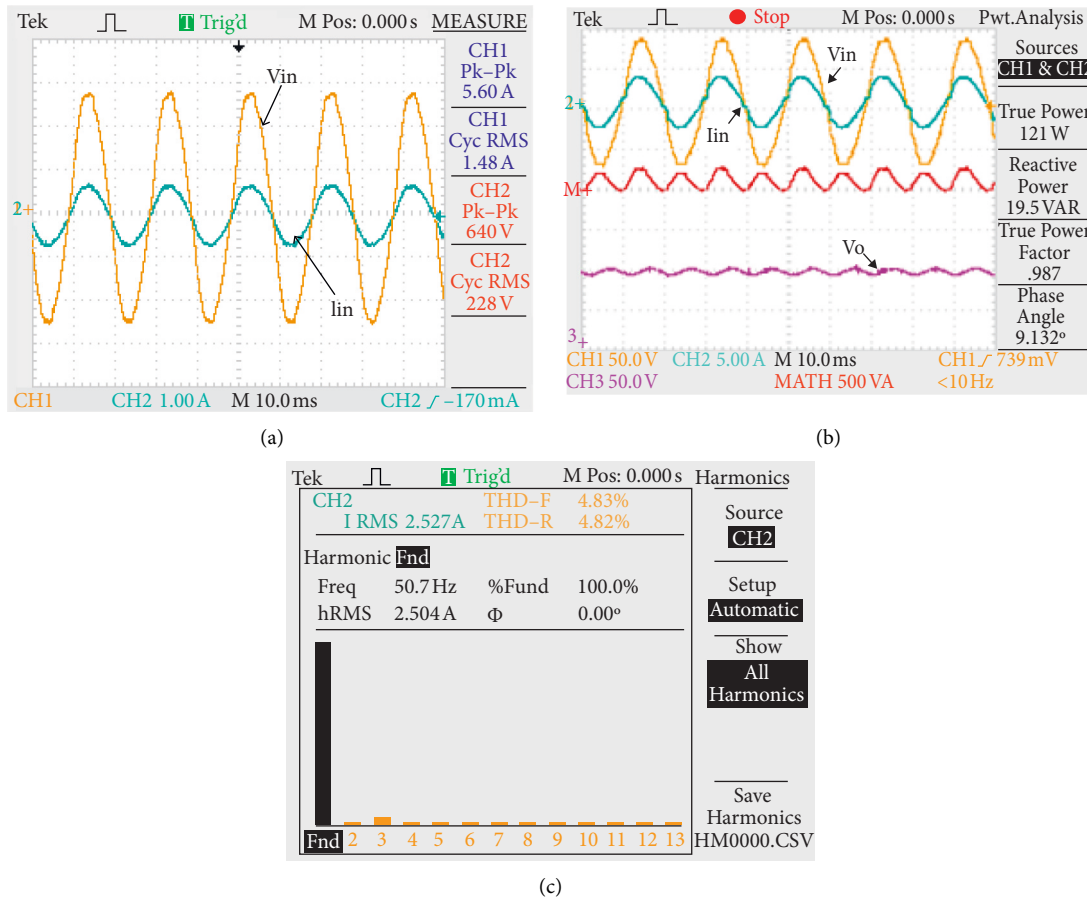 Tek Trig'd M Pos: 0.000 s MEASURE
CH1
Pk–Pk
5.60 A
CH1
Cyc RMS
1.48 A
CH2
Pk–Pk
640 V
CH2
Cyc RMS
228 V
Vin
2+
Iin
CH1 CH2 1.00 A M 10.0 ms CH2 –170 mA
(a)
Tek Stop M Pos: 0.000 s Pwt.Analysis
Sources
CH1 & CH2
True Power
121 W
Reactive
Power
19.5 VAR
True Power
Factor
.987
Phase
Angle
9.132º
Vin
2+
Iin
M+
Vo
3+
CH1 50.0 V CH2 5.00 A M 10.0 ms CH1 739 mV
CH3 50.0 V MATH 500 VA <10 Hz
(b)
Tek T Trig'd M Pos: 0.000 s Harmonics
CH2 THD–F 4.83%
I RMS 2.527A THD–R 4.82%
Harmonic Fnd
Freq 50.7 Hz %Fund 100.0%
hRMS 2.504 A Φ 0.00º
Source
CH2
Setup
Automatic
Show
All
Harmonics
Save
Harmonics
HM0000.CSV
Fnd 2 3 4 5 6 7 8 9 10 11 12 13
(c)